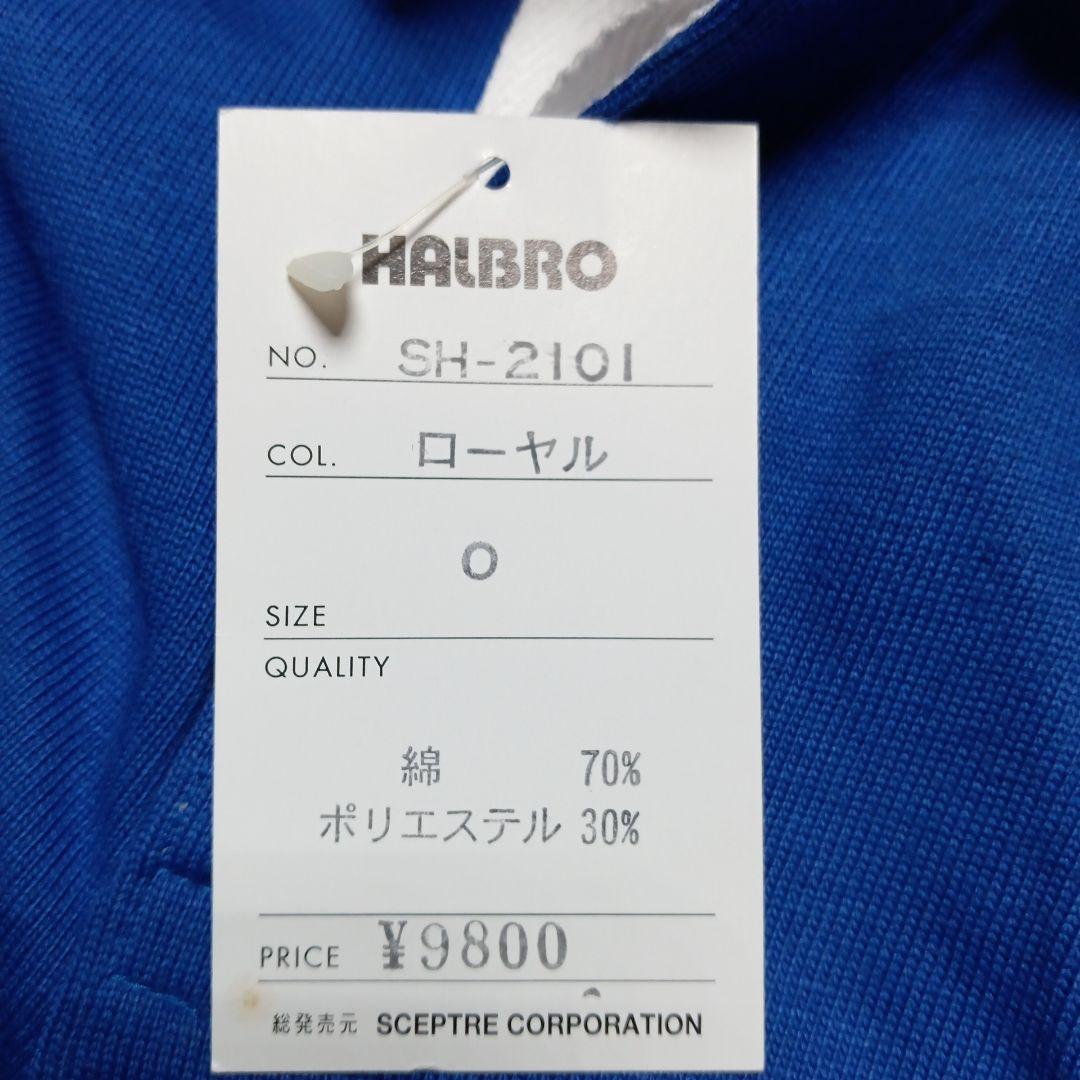 HALBRO
NO. SH-2101
COL. ローヤル
O
SIZE
QUALITY
綿 70%
ポリエステル 30%
PRICE ¥9800
総発売元 SCEPTRE CORPORATION